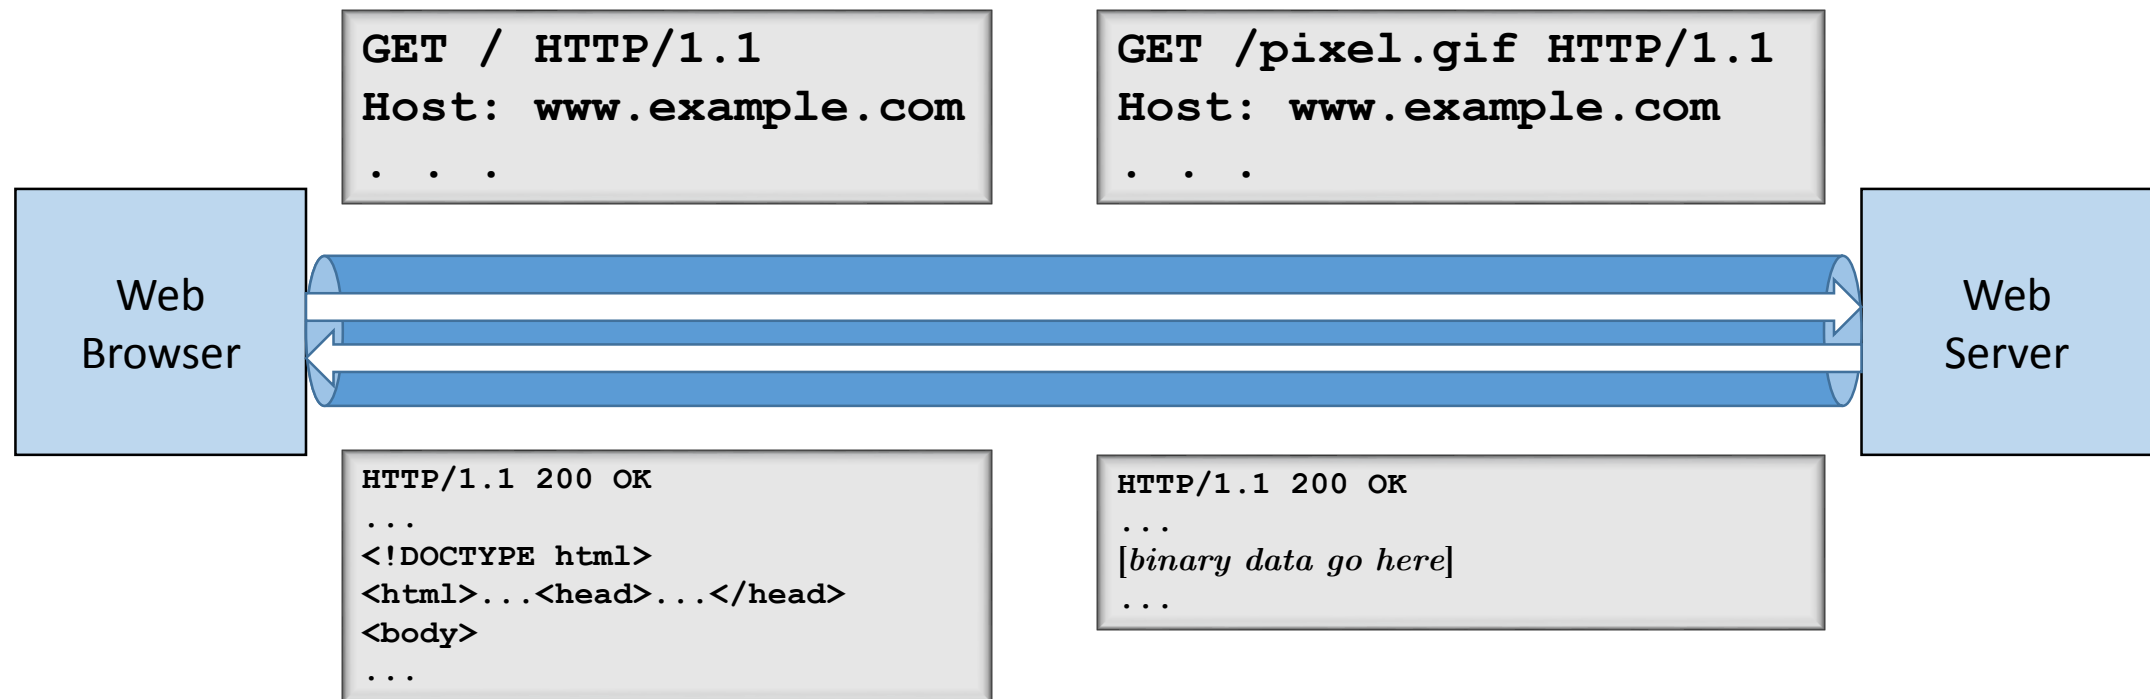 GET / HTTP/1.1
Host: www.example.com
. . .
GET /pixel.gif HTTP/1.1
Host: www.example.com
. . .
Web
Browser
Web
Server
HTTP/1.1 200 OK
...
<!DOCTYPE html>
<html>...<head>...</head>
<body>
...
HTTP/1.1 200 OK
...
[binary data go here]
...